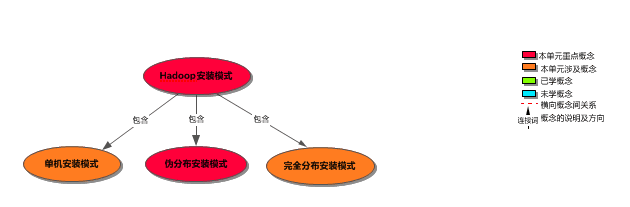 本单元重点概念
本单元涉及概念
已学概念
未学概念
横向概念间关系
连接词 概念的说明及方向
Hadoop安装模式
包含 包含 包含
单机安装模式 伪分布安装模式 完全分布安装模式